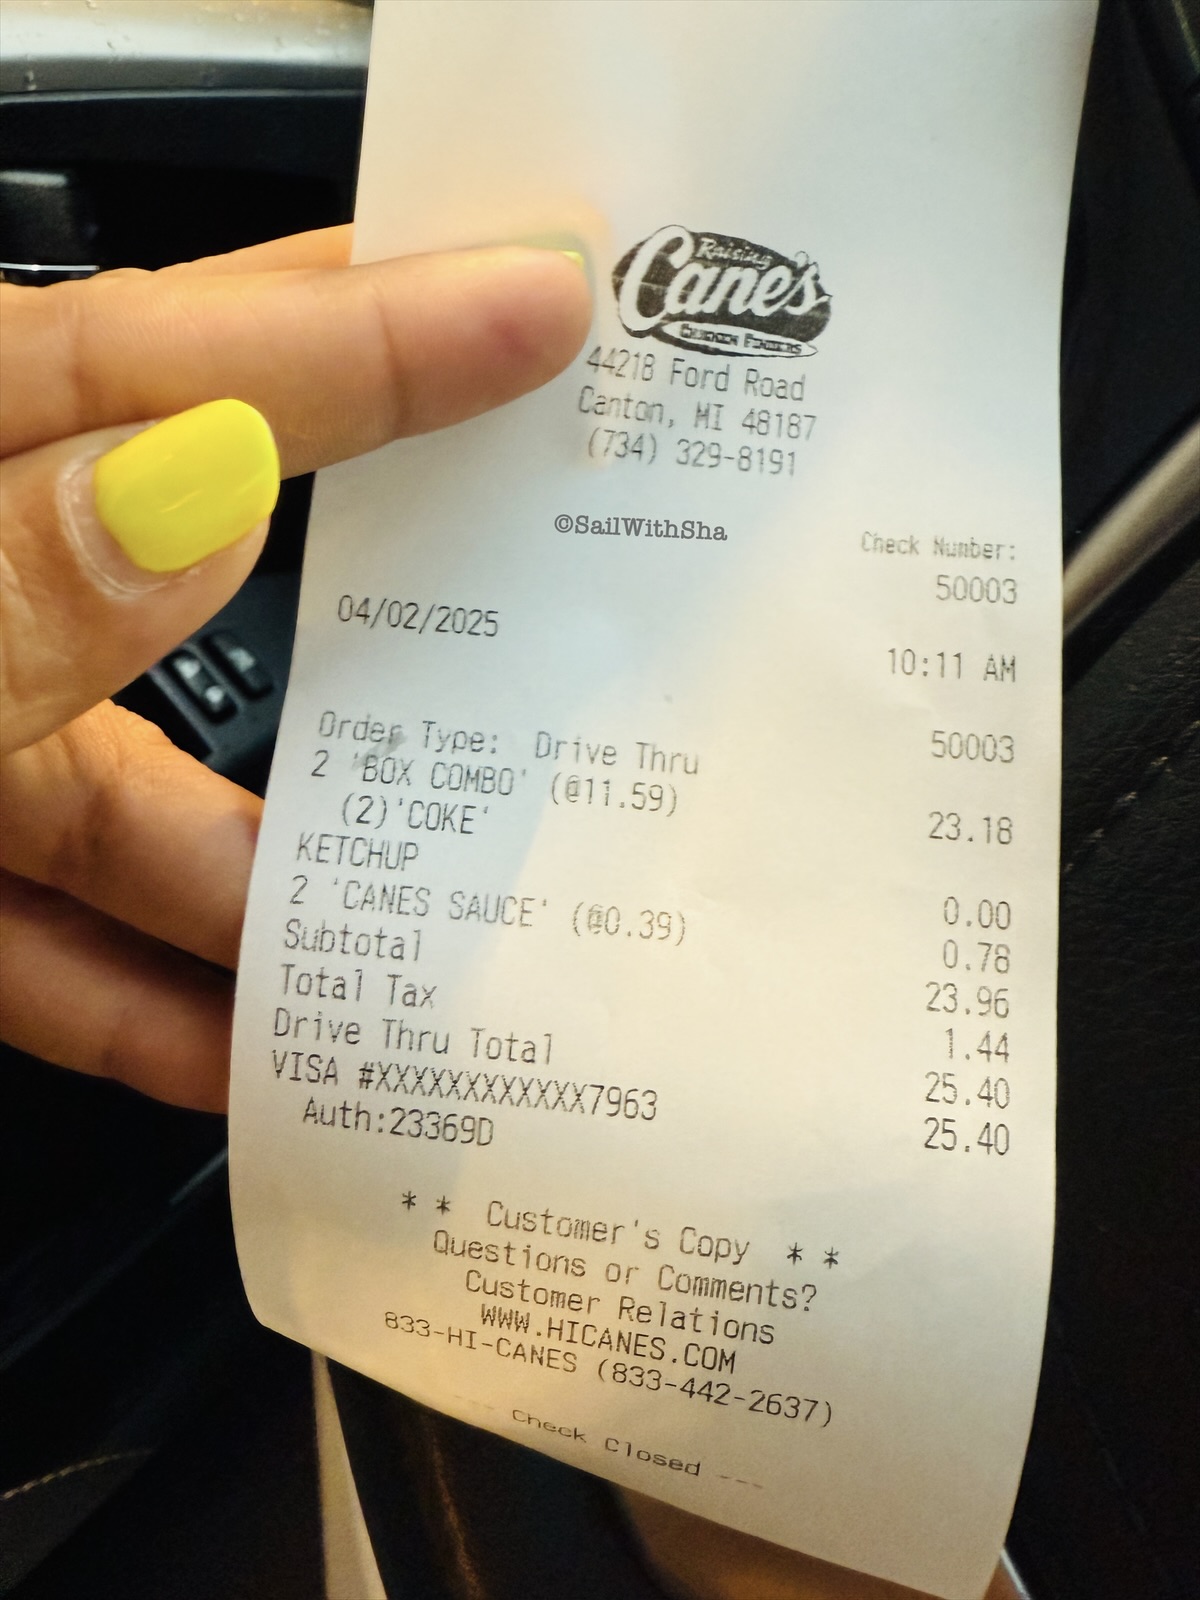 Raising
Cane's
Chicken Fingers
44218 Ford Road
Canton, MI 48187
(734) 329-8191
©SailWithSha
Check Number:
50003
04/02/2025
10:11 AM
Order Type: Drive Thru 50003
2 'BOX COMBO' (@11.59) 23.18
(2)'COKE'
KETCHUP 0.00
2 'CANES SAUCE' (@0.39) 0.78
Subtotal 23.96
Total Tax 1.44
Drive Thru Total 25.40
VISA #XXXXXXXXXXXX7963 25.40
Auth:23369D
* * Customer's Copy * *
Questions or Comments?
Customer Relations
WWW.HICANES.COM
833-HI-CANES (833-442-2637)
--- Check Closed ---